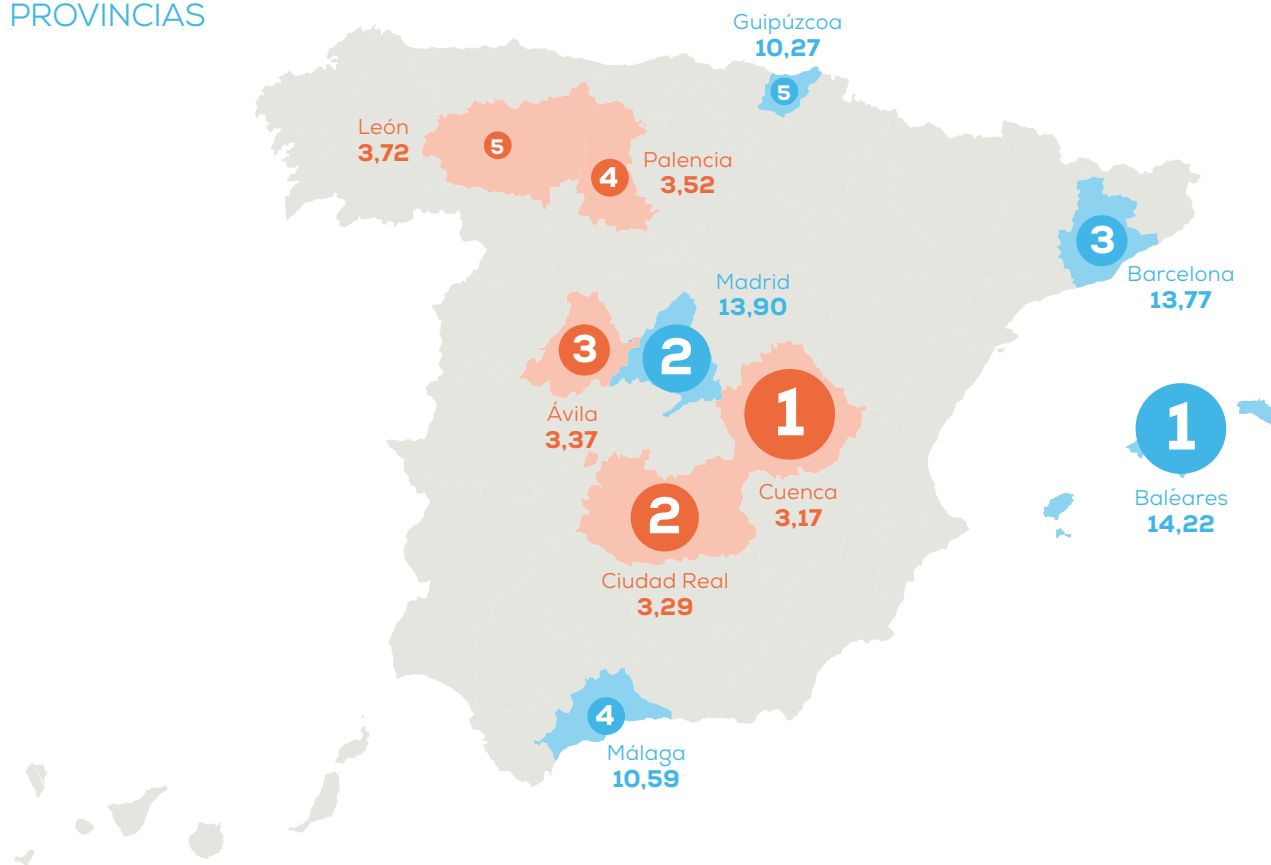 PROVINCIAS
Guipúzcoa
10,27
5
León
3,72
5
4
Palencia
3,52
3
Barcelona
13,77
Madrid
13,90
2
3
Ávila
3,37
1
Cuenca
3,17
1
Baleares
14,22
2
Ciudad Real
3,29
4
Málaga
10,59